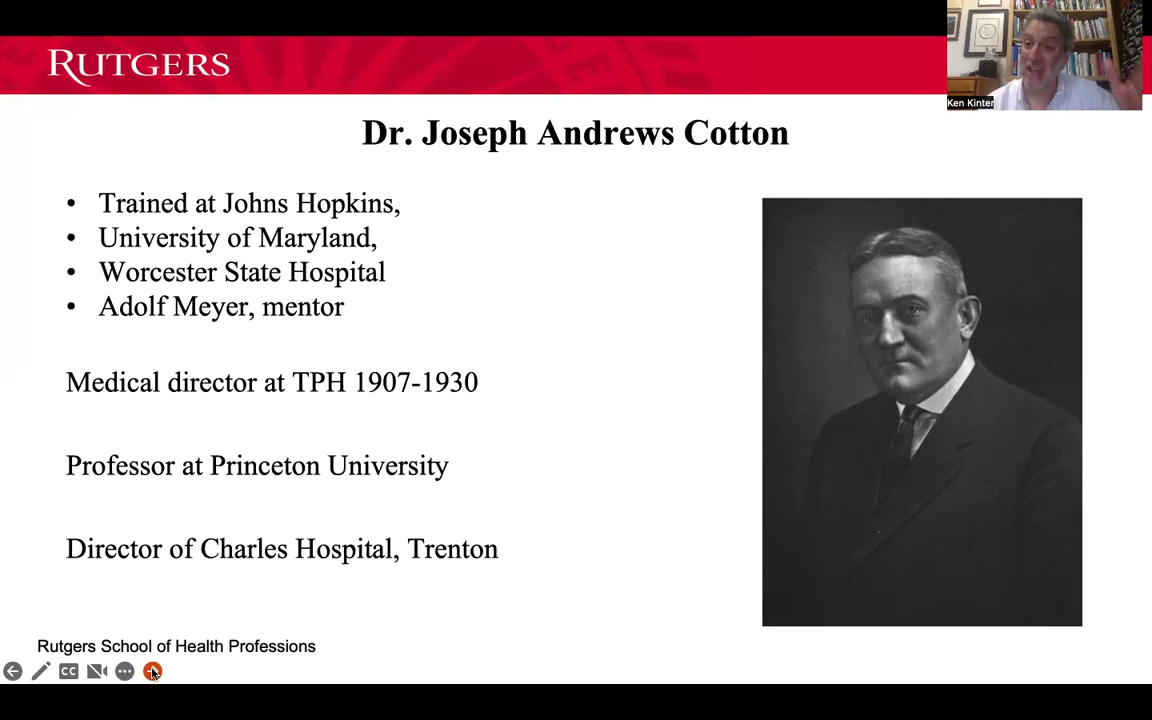 RUTGERS
Ken Kinter
Dr. Joseph Andrews Cotton
• Trained at Johns Hopkins,
• University of Maryland,
• Worcester State Hospital
• Adolf Meyer, mentor
Medical director at TPH 1907-1930
Professor at Princeton University
Director of Charles Hospital, Trenton
Rutgers School of Health Professions
CC